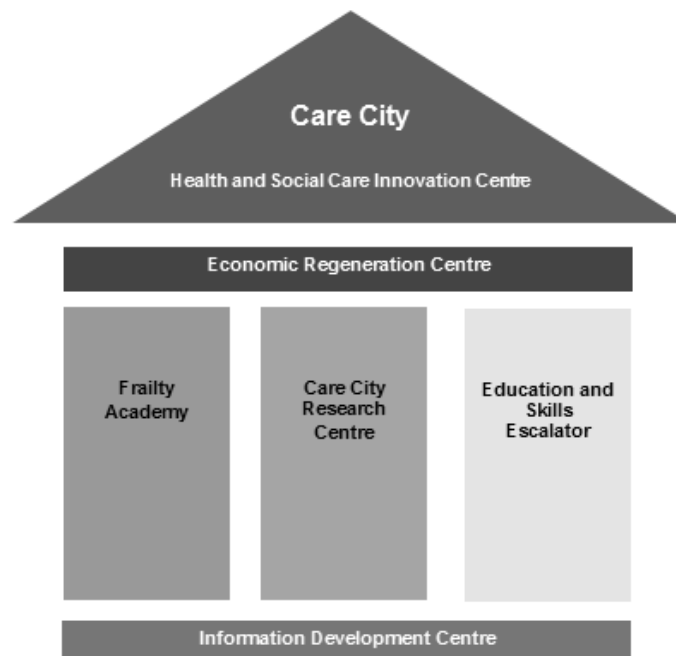 Care City
Health and Social Care Innovation Centre
Economic Regeneration Centre
Frailty
Academy
Care City
Research
Centre
Education and
Skills
Escalator
Information Development Centre